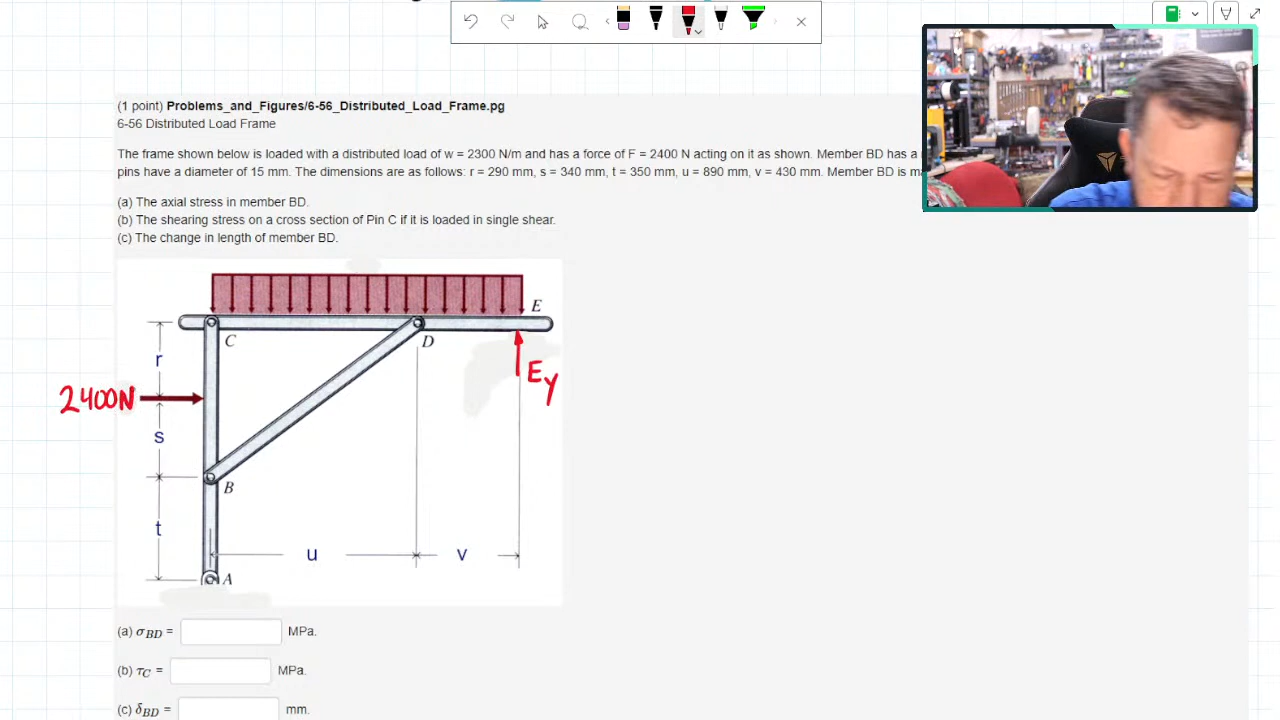 (1 point) Problems_and_Figures/6-56_Distributed_Load_Frame.pg
6-56 Distributed Load Frame
The frame shown below is loaded with a distributed load of w = 2300 N/m and has a force of F = 2400 N acting on it as shown. Member BD has a
pins have a diameter of 15 mm. The dimensions are as follows: r = 290 mm, s = 340 mm, t = 350 mm, u = 890 mm, v = 430 mm. Member BD is
(a) The axial stress in member BD.
(b) The shearing stress on a cross section of Pin C if it is loaded in single shear.
(c) The change in length of member BD.
E
C
D
r
Ey
2400N
s
B
t
u
v
A
(a) σBD =
MPa.
(b) τC =
MPa.
(c) δBD =
mm.